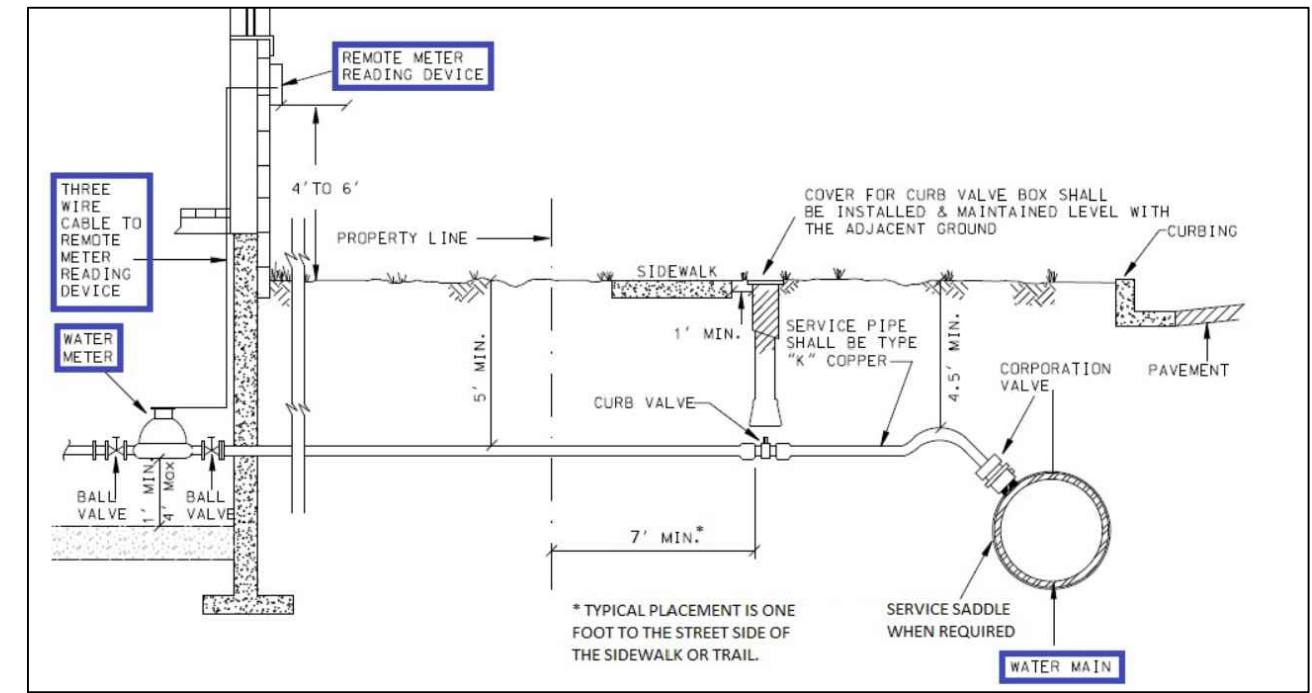 REMOTE METER
READING DEVICE
THREE
WIRE
CABLE TO
REMOTE
METER
READING
DEVICE
4' TO 6'
COVER FOR CURB VALVE BOX SHALL
BE INSTALLED & MAINTAINED LEVEL WITH
THE ADJACENT GROUND
PROPERTY LINE
CURBING
SIDEWALK
WATER
METER
5' MIN.
1' MIN.
SERVICE PIPE
SHALL BE TYPE
"K" COPPER
4.5' MIN.
CORPORATION
VALVE
PAVEMENT
CURB VALVE
BALL
VALVE
1' MIN.
4' Max
BALL
VALVE
7' MIN.*
* TYPICAL PLACEMENT IS ONE
FOOT TO THE STREET SIDE OF
THE SIDEWALK OR TRAIL.
SERVICE SADDLE
WHEN REQUIRED
WATER MAIN